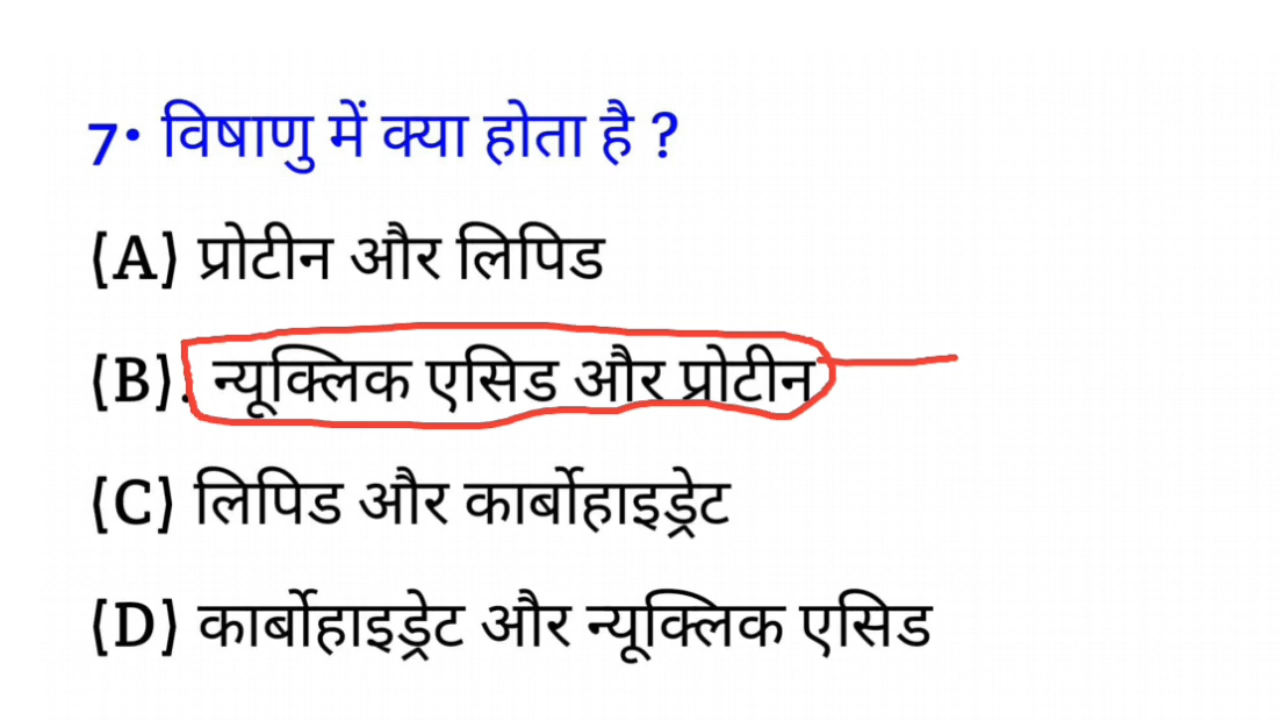 7• विषाणु में क्या होता है ?
(A) प्रोटीन और लिपिड
(B). न्यूक्लिक एसिड और प्रोटीन
(C) लिपिड और कार्बोहाइड्रेट
(D) कार्बोहाइड्रेट और न्यूक्लिक एसिड